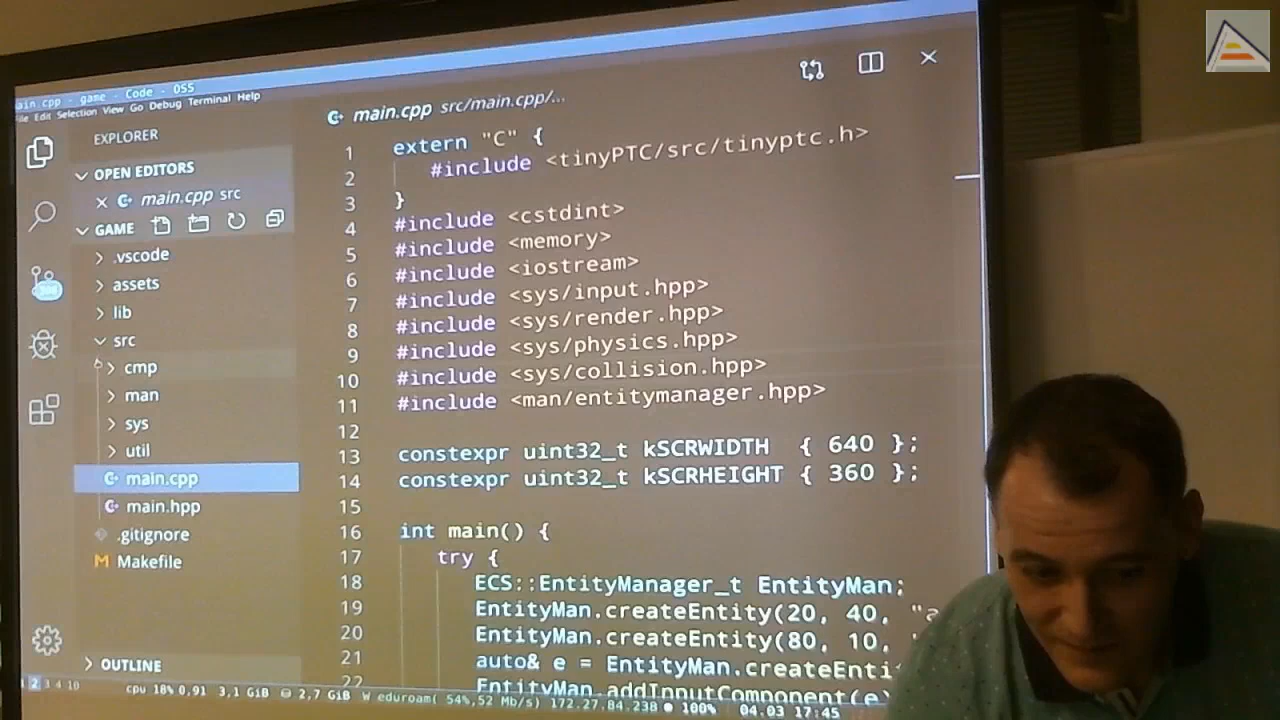 ain.cpp - game - Code - OSS
File Edit Selection View Go Debug Terminal Help
EXPLORER
OPEN EDITORS
main.cpp src
GAME
.vscode
assets
lib
src
cmp
man
sys
util
main.cpp
main.hpp
.gitignore
Makefile
OUTLINE
main.cpp src/main.cpp/...
1 extern "C" {
2 #include <tinyPTC/src/tinyptc.h>
3 }
4 #include <cstdint>
5 #include <memory>
6 #include <iostream>
7 #include <sys/input.hpp>
8 #include <sys/render.hpp>
9 #include <sys/physics.hpp>
10 #include <sys/collision.hpp>
11 #include <man/entitymanager.hpp>
12
13 constexpr uint32_t kSCRWIDTH { 640 };
14 constexpr uint32_t kSCRHEIGHT { 360 };
15
16 int main() {
17 try {
18 ECS::EntityManager_t EntityMan;
19 EntityMan.createEntity(20, 40, "a
20 EntityMan.createEntity(80, 10,
21 auto& e = EntityMan.createEnti
22 EntityMan.addInputComponent(e)
1 2 3 4 10 cpu 18% 0,91 3,1 GiB 2,7 GiB W eduroam( 54%,52 Mb/s) 172.27.84.238 100% 04.03 17:45